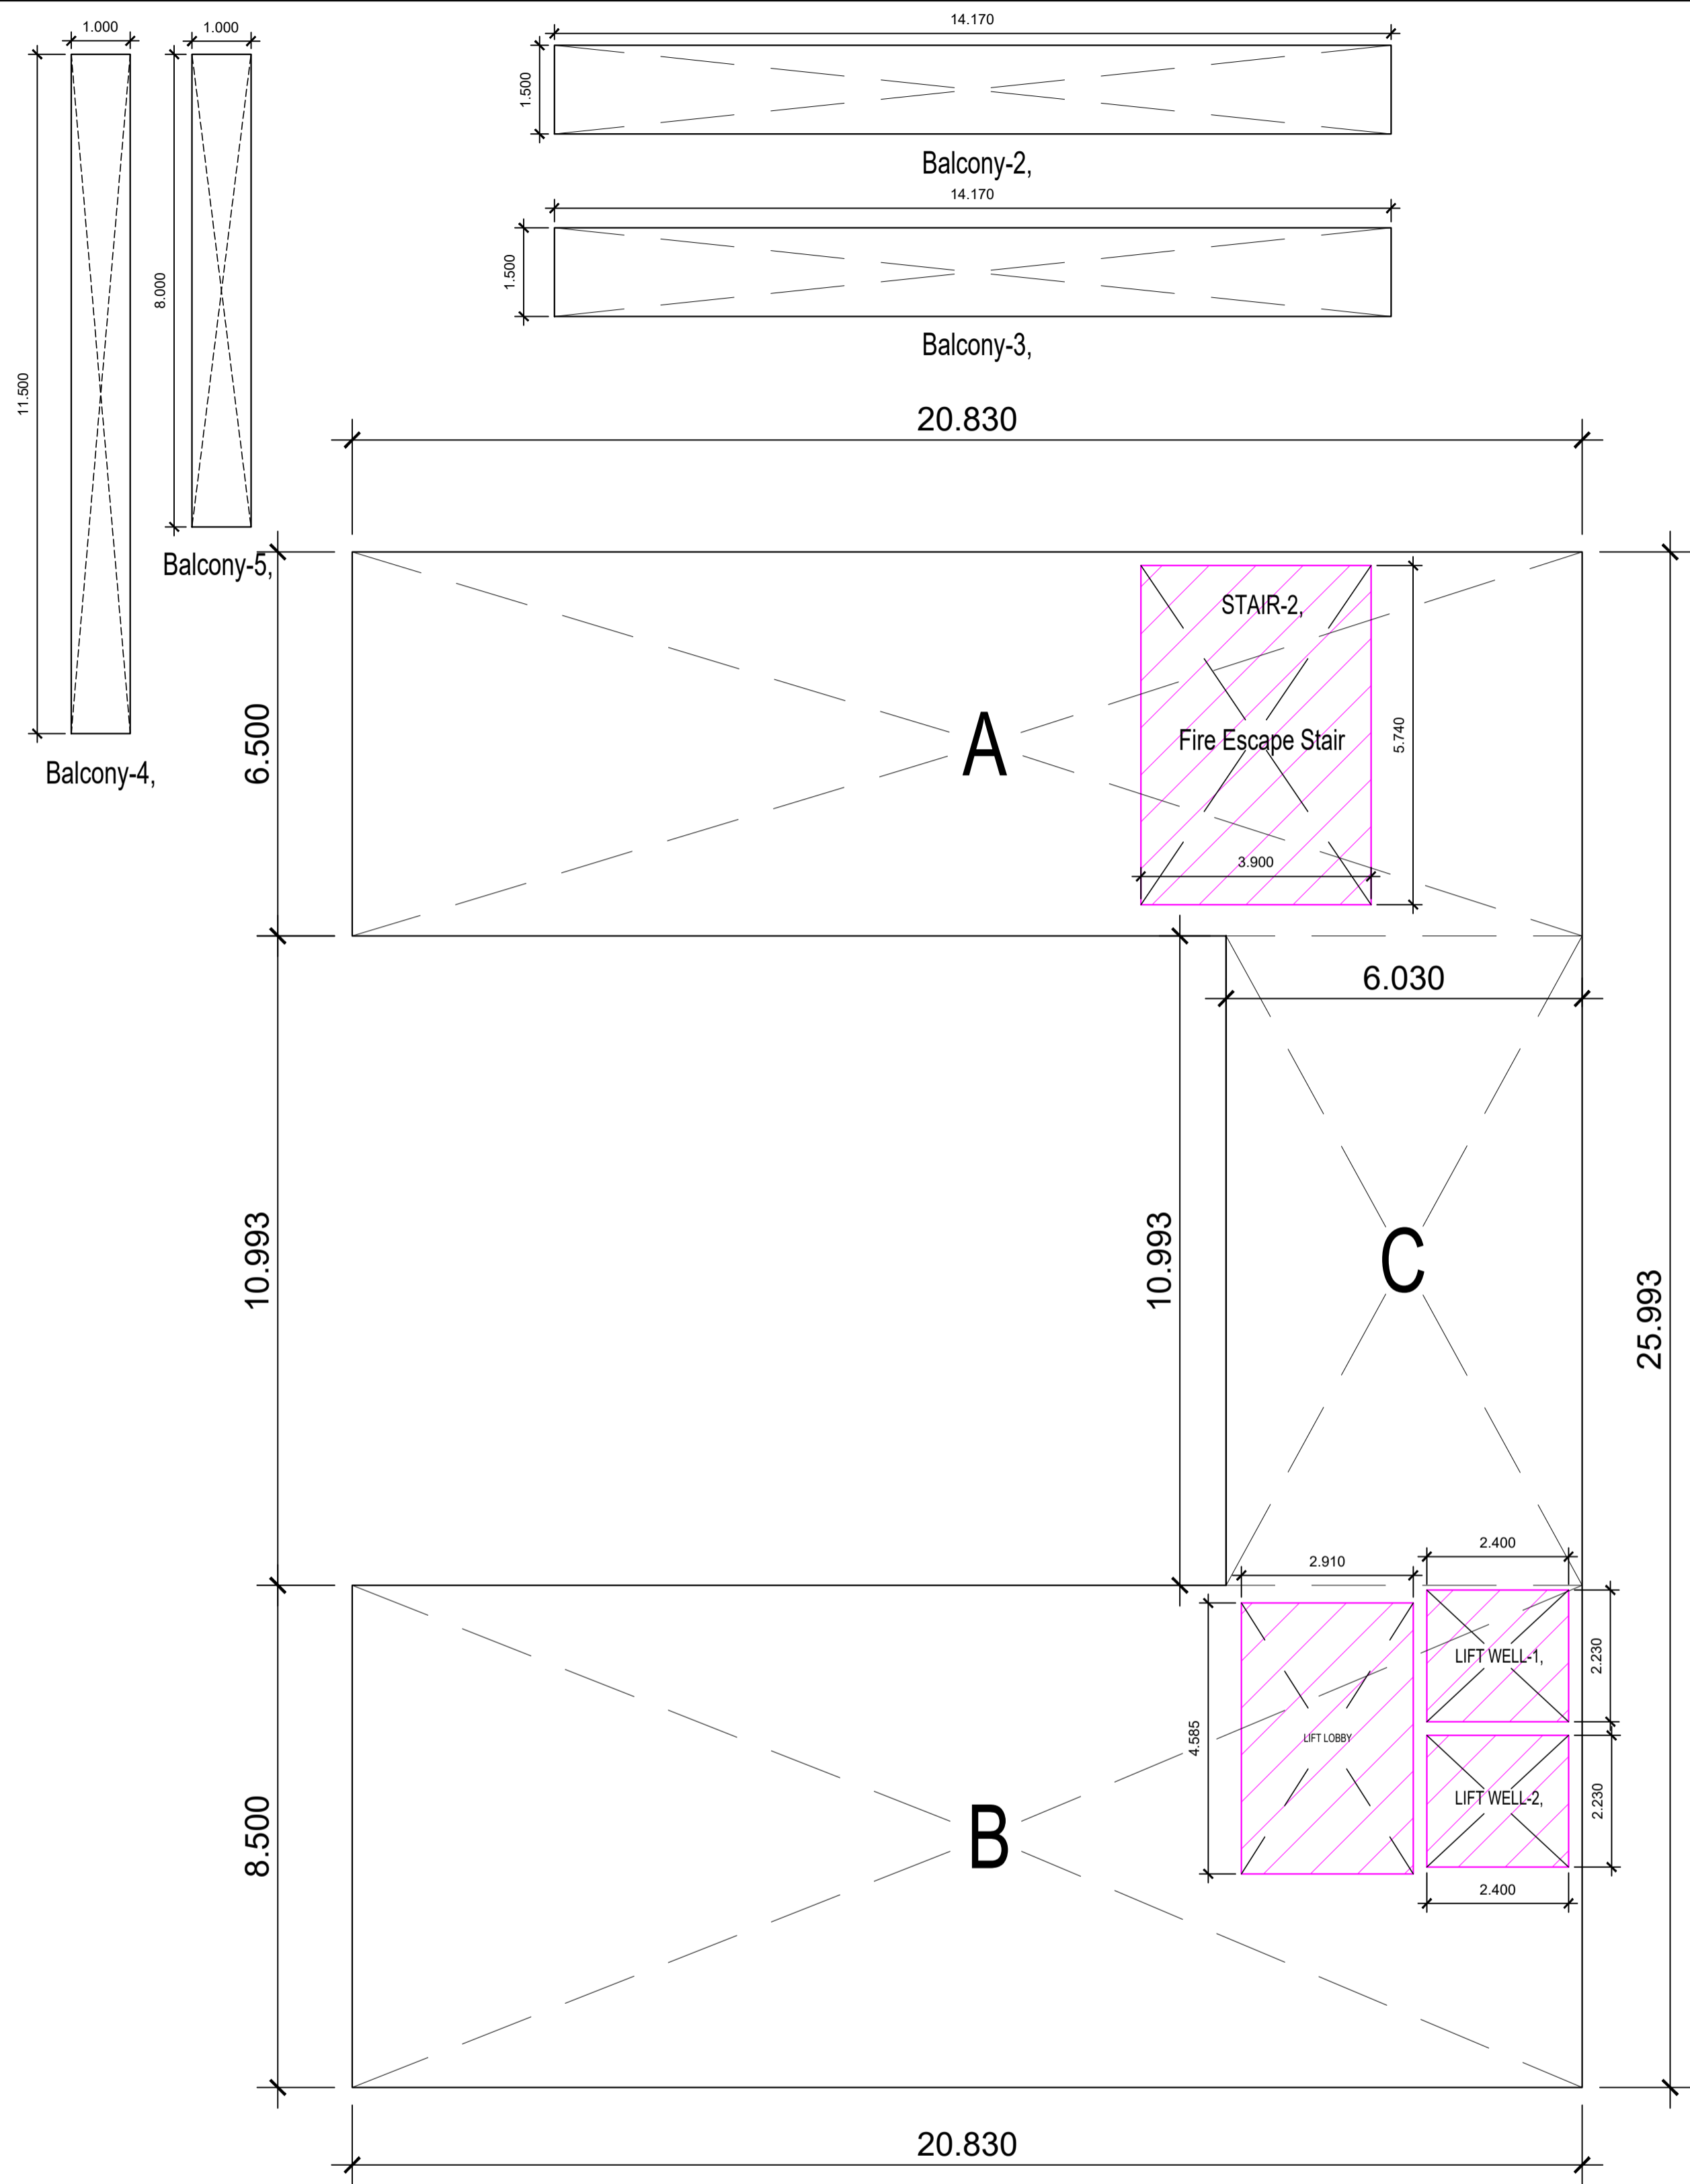 1.000
1.000
14.170
1.500
Balcony-2,
14.170
11.500
8.000
1.500
Balcony-3,
20.830
Balcony-5,
STAIR-2,
6.500
A
Fire Escape Stair
5.740
Balcony-4,
3.900
6.030
10.993
10.993
C
25.993
2.910
2.400
LIFT WELL-1,
2.230
4.585
LIFT LOBBY
LIFT WELL-2,
2.230
8.500
B
2.400
20.830